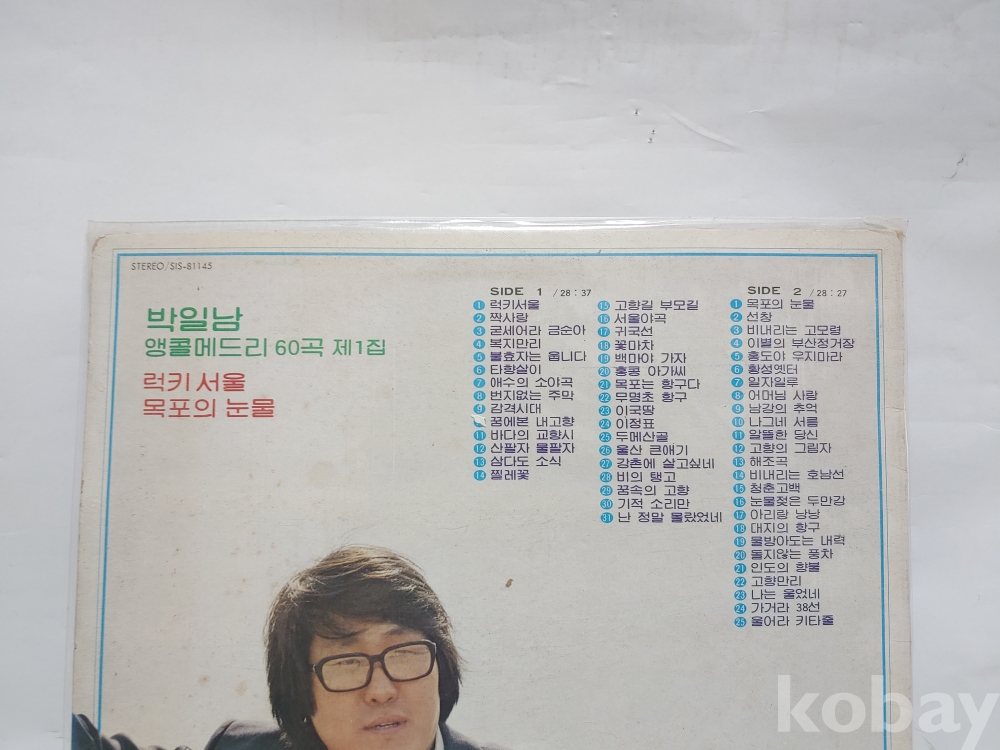 STEREO/SIS-81145
박일남
앵콜메드리 60곡 제1집
럭키 서울
목포의 눈물
SIDE 1 / 28 : 37
1 럭키서울
2 짝사랑
3 굳세어라 금순아
4 복지만리
5 불효자는 웁니다
6 타향살이
7 애수의 소야곡
8 번지없는 주막
9 감격시대
꿈에본 내고향
11 바다의 교향시
12 산팔자 물팔자
13 삼다도 소식
14 찔레꽃
15 고향길 부모길
16 서울야곡
17 귀국선
18 꽃마차
19 백마야 가자
20 홍콩 아가씨
21 목포는 항구다
22 무명초 항구
23 이국땅
24 이정표
25 두메산골
26 울산 큰애기
27 강촌에 살고싶네
28 비의 탱고
29 꿈속의 고향
30 기적 소리만
31 난 정말 몰랐었네
SIDE 2 / 28 : 27
1 목포의 눈물
2 선창
3 비내리는 고모령
4 이별의 부산정거장
5 홍도야 우지마라
6 황성옛터
7 일자일루
8 어머님 사랑
9 남강의 추억
10 나그네 서름
11 알뜰한 당신
12 고향의 그림자
13 해조곡
14 비내리는 호남선
15 청춘고백
16 눈물젖은 두만강
17 아리랑 낭낭
18 대지의 항구
19 물방아도는 내력
20 돌지않는 풍차
21 인도의 향불
22 고향만리
23 나는 울었네
24 가거라 38선
25 울어라 키타줄
kobay